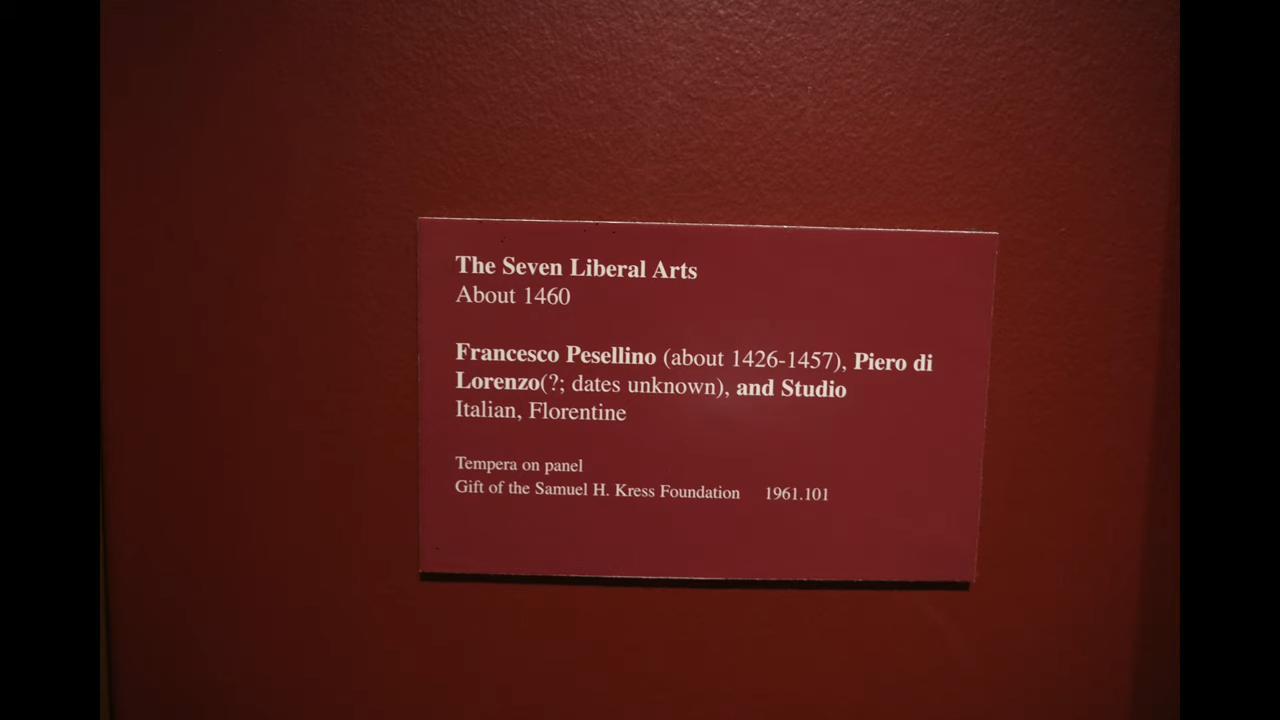 The Seven Liberal Arts
About 1460
Francesco Pesellino (about 1426-1457), Piero di
Lorenzo(?; dates unknown), and Studio
Italian, Florentine
Tempera on panel
Gift of the Samuel H. Kress Foundation 1961.101